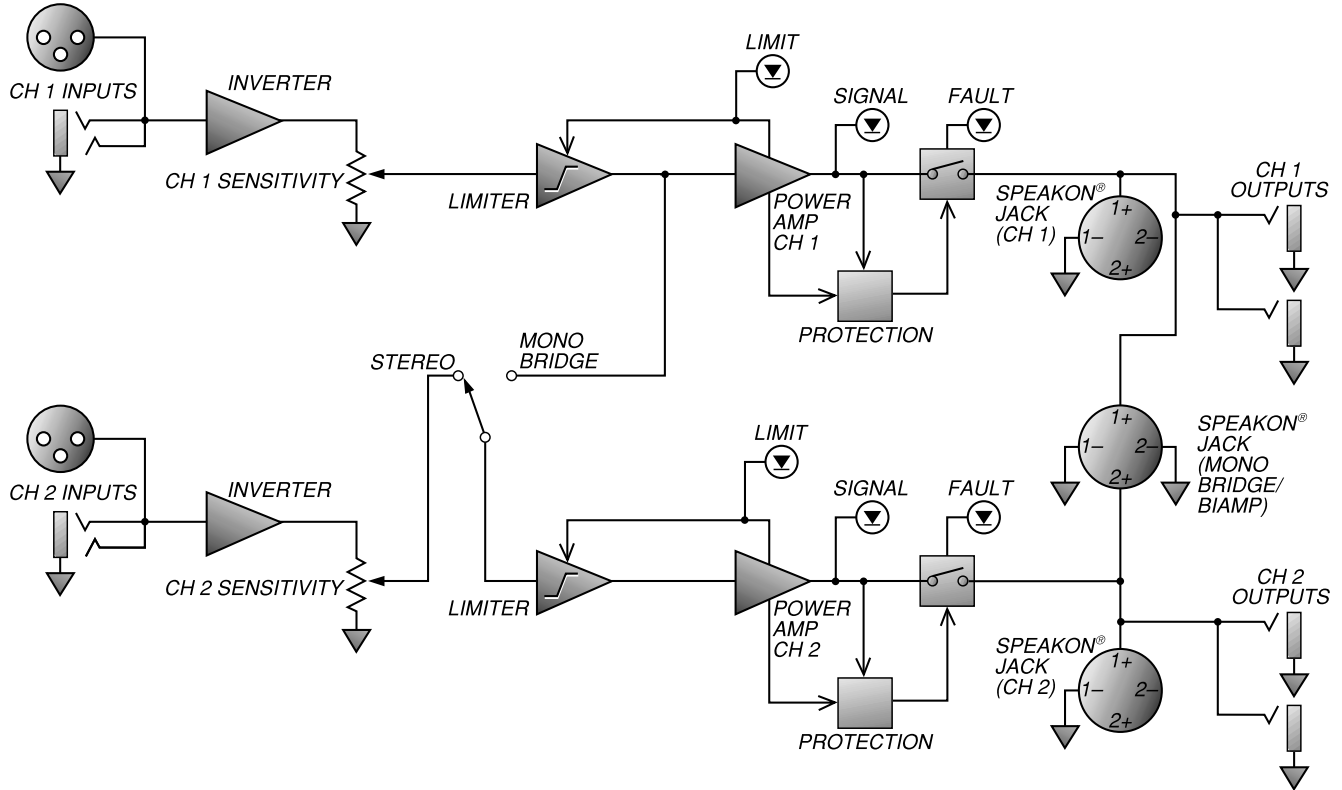 LIMIT
SIGNAL
FAULT
CH 1 INPUTS
INVERTER
CH 1 SENSITIVITY
LIMITER
POWER
AMP
CH 1
PROTECTION
SPEAKON®
JACK
(CH 1)
1+
1–
2–
2+
CH 1
OUTPUTS
STEREO
MONO
BRIDGE
1+
1–
2–
2+
SPEAKON®
JACK
(MONO
BRIDGE/
BIAMP)
LIMIT
SIGNAL
FAULT
CH 2 INPUTS
INVERTER
CH 2 SENSITIVITY
LIMITER
POWER
AMP
CH 2
PROTECTION
SPEAKON®
JACK
(CH 2)
1+
1–
2–
2+
CH 2
OUTPUTS